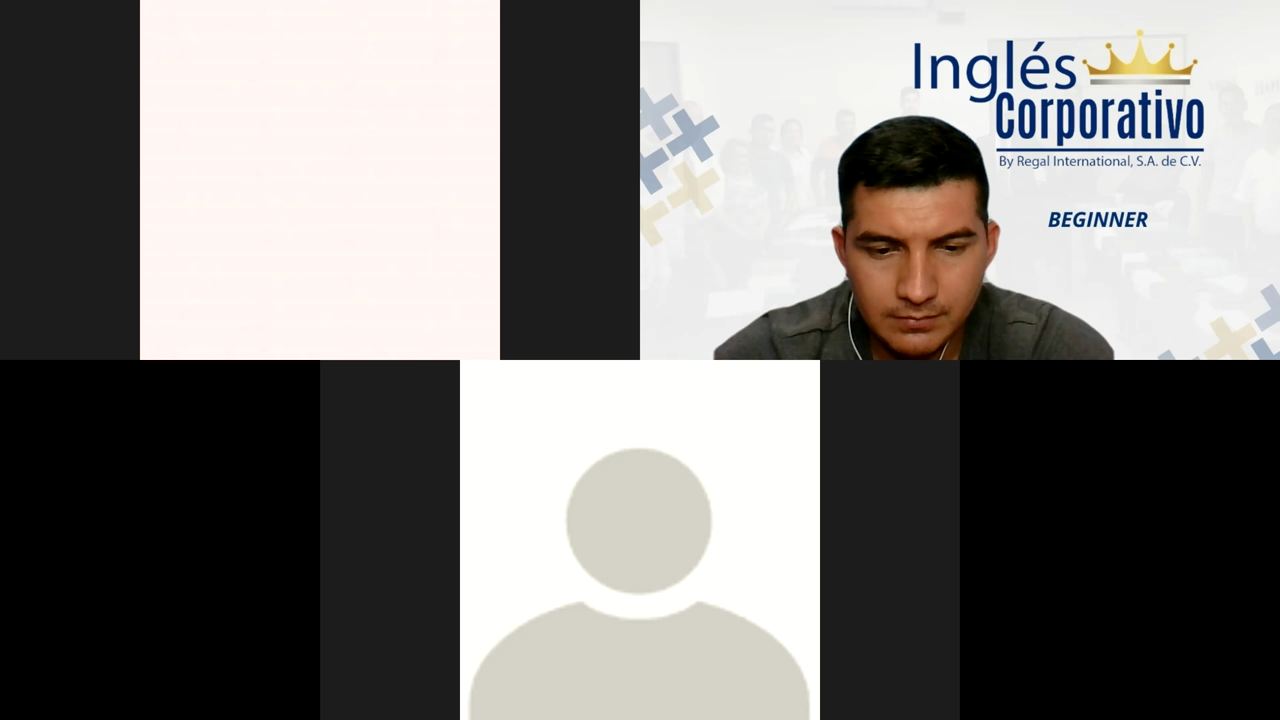 Inglés
Corporativo
By Regal International, S.A. de C.V.
BEGINNER